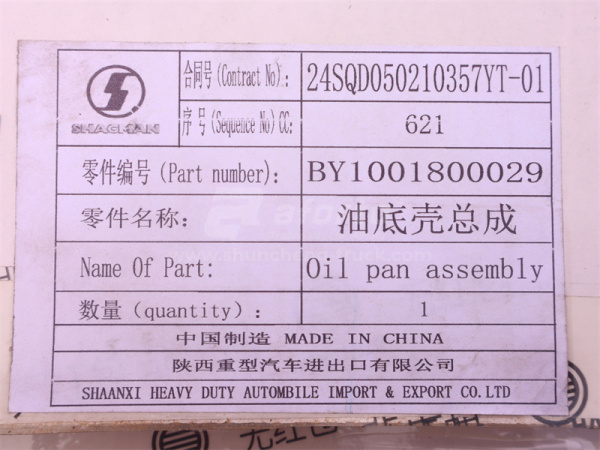 合同号(Contract No): 24SQD050210357YT-01
SHACMAN
序 号(Sequence No)CC: 621
零件编号(Part number): BY1001800029
零件名称: 油底壳总成
Name Of Part: Oil pan assembly
数量(quantity): 1
中国制造 MADE IN CHINA
陕西重型汽车进出口有限公司
SHAANXI HEAVY DUTY AUTOMBILE IMPORT & EXPORT CO.LTD